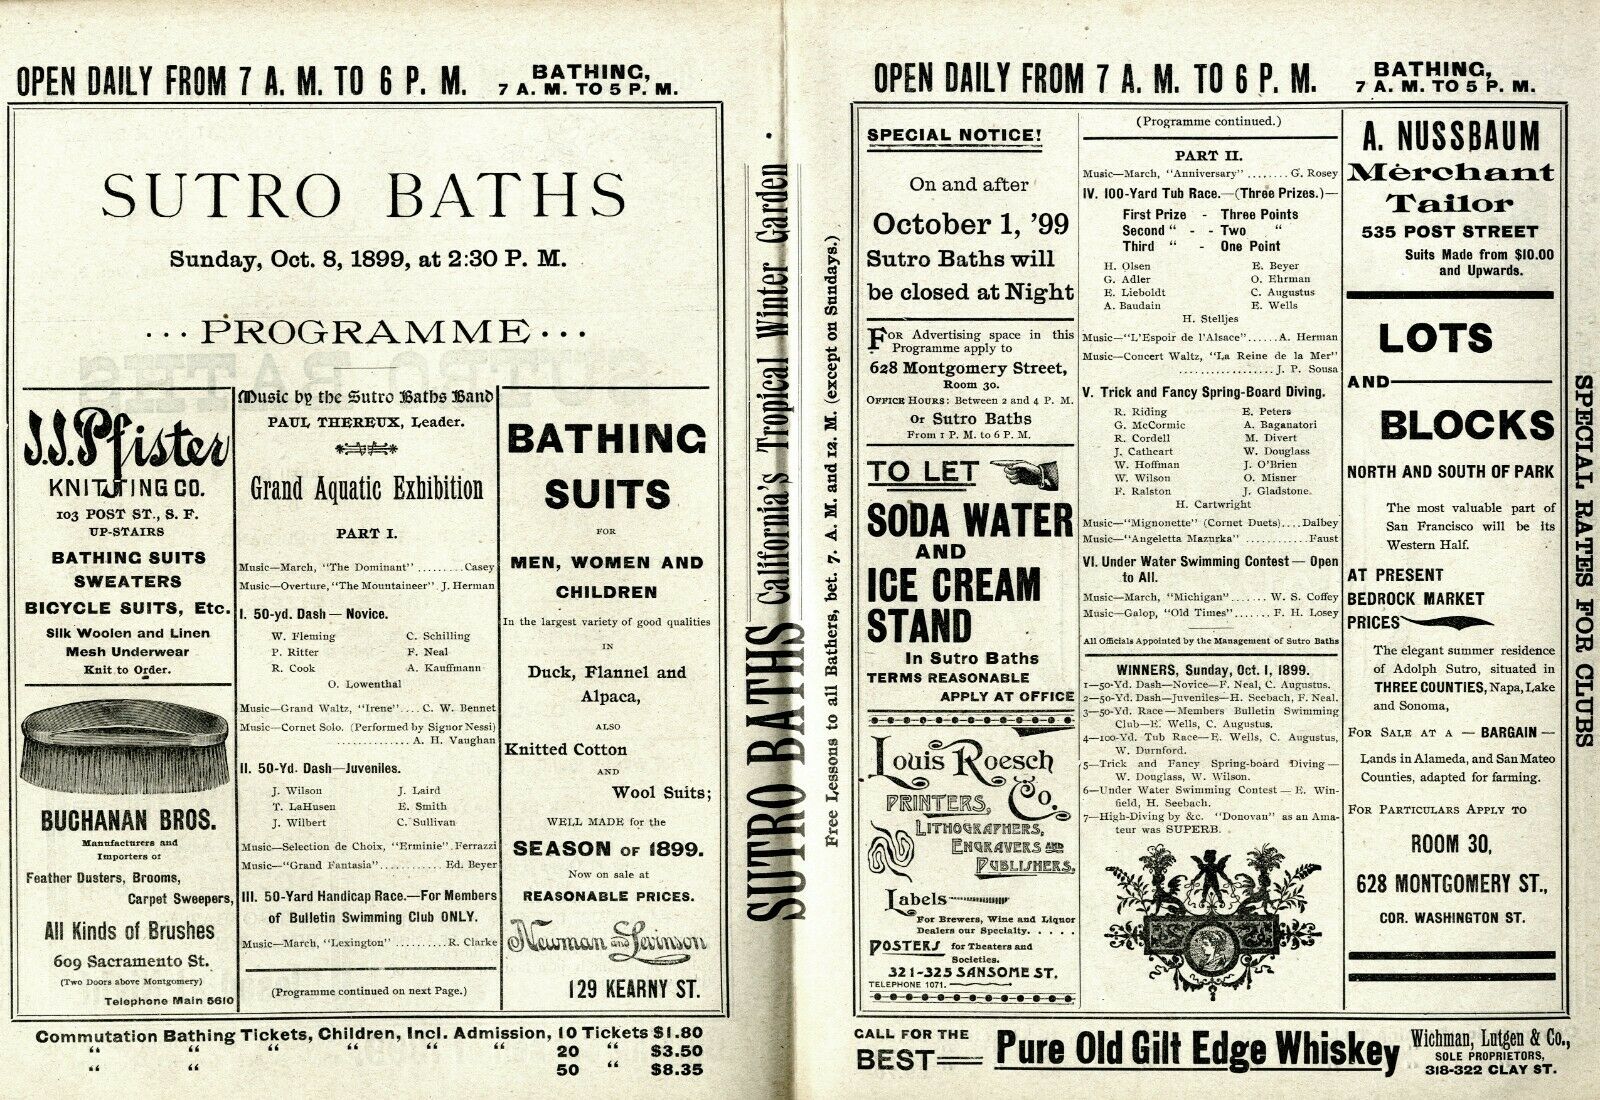 OPEN DAILY FROM 7 A. M. TO 6 P. M.
BATHING,
7 A. M. TO 5 P. M.
SUTRO BATHS
Sunday, Oct. 8, 1899, at 2:30 P. M.
... PROGRAMME ...
J. J. Pfister
KNITTING CO.
103 POST ST., S. F.
UP-STAIRS
BATHING SUITS
SWEATERS
BICYCLE SUITS, Etc.
Silk Woolen and Linen
Mesh Underwear
Knit to Order.
BUCHANAN BROS.
Manufacturers and
Importers of
Feather Dusters, Brooms,
Carpet Sweepers,
All Kinds of Brushes
609 Sacramento St.
(Two Doors above Montgomery)
Telephone Main 5610
Music by the Sutro Baths Band
PAUL THEREUX, Leader.
Grand Aquatic Exhibition
PART I.
Music—March, "The Dominant" .........Casey
Music—Overture, "The Mountaineer" J. Herman
I. 50-yd. Dash — Novice.
W. Fleming C. Schilling
P. Ritter F. Neal
R. Cook A. Kauffmann
O. Lowenthal
Music—Grand Waltz, "Irene".... C. W. Bennet
Music—Cornet Solo. (Performed by Signor Nessi)
.............. A. H. Vaughan
II. 50-Yd. Dash—Juveniles.
J. Wilson J. Laird
T. LaHusen E. Smith
J. Wilbert C. Sullivan
Music—Selection de Choix, "Erminie" Ferrazzi
Music—"Grand Fantasia" ............. Ed. Beyer
III. 50-Yard Handicap Race.—For Members
of Bulletin Swimming Club ONLY.
Music—March, "Lexington" .......... R. Clarke
(Programme continued on next Page.)
BATHING
SUITS
FOR
MEN, WOMEN AND
CHILDREN
In the largest variety of good qualities
IN
Duck, Flannel and
Alpaca,
ALSO
Knitted Cotton
AND
Wool Suits;
WELL MADE for the
SEASON OF 1899.
Now on sale at
REASONABLE PRICES.
Newman and Levinson
129 KEARNY ST.
Commutation Bathing Tickets, Children, Incl. Admission, 10 Tickets $1.80
" " " " " " 20 " $3.50
" " 50 " $8.35
SUTRO BATHS California's Tropical Winter Garden .
Free Lessons to all Bathers, bet. 7. A. M. and 12. M. (except on Sundays.)
OPEN DAILY FROM 7 A. M. TO 6 P. M.
BATHING,
7 A. M. TO 5 P. M.
SPECIAL NOTICE!
On and after
October 1, '99
Sutro Baths will
be closed at Night
FOR Advertising space in this
Programme apply to
628 Montgomery Street,
Room 30.
OFFICE HOURS: Between 2 and 4 P. M.
Or Sutro Baths
From 1 P. M. to 6 P. M.
TO LET
SODA WATER
AND
ICE CREAM
STAND
In Sutro Baths
TERMS REASONABLE
APPLY AT OFFICE
Louis Roesch
Co.
PRINTERS,
LITHOGRAPHERS,
ENGRAVERS AND
PUBLISHERS,
Labels
For Brewers, Wine and Liquor
Dealers our Specialty. . . . . .
POSTERS for Theaters and
Societies.
321-325 SANSOME ST.
TELEPHONE 1071.
(Programme continued.)
PART II.
Music—March, "Anniversary" ........ G. Rosey
IV. 100-Yard Tub Race.—(Three Prizes.)—
First Prize - Three Points
Second " - - Two "
Third " - One Point
H. Olsen E. Beyer
G. Adler O. Ehrman
E. Lieboldt C. Augustus
A. Baudain E. Wells
H. Stelljes
Music—"L'Espoir de l'Alsace"......A. Herman
Music—Concert Waltz, "La Reine de la Mer"
..................... J. P. Sousa
V. Trick and Fancy Spring-Board Diving.
R. Riding E. Peters
G. McCormic A. Baganatori
R. Cordell M. Divert
J. Catheart W. Douglass
W. Hoffman J. O'Brien
W. Wilson O. Misner
F. Ralston J. Gladstone.
H. Cartwright
Music—"Mignonette" (Cornet Duets)....Dalbey
Music—"Angeletta Mazurka" ............ Faust
VI. Under Water Swimming Contest — Open
to All.
Music—March, "Michigan" ....... W. S. Coffey
Music—Galop, "Old Times"....... F. H. Losey
All Officials Appointed by the Management of Sutro Baths
WINNERS, Sunday, Oct. 1, 1899.
1—50-Yd. Dash—Novice—F. Neal, C. Augustus.
2—50-Yd. Dash—Juveniles—H. Seebach, F. Neal.
3—50-Yd. Race—Members Bulletin Swimming
Club—E. Wells, C. Augustus.
4—100-Yd. Tub Race—E. Wells, C. Augustus,
W. Durnford.
5—Trick and Fancy Spring-board Diving—
W. Douglass, W. Wilson.
6—Under Water Swimming Contest—E. Win-
field, H. Seebach.
7—High-Diving by &c. "Donovan" as an Ama-
teur was SUPERB.
A. NUSSBAUM
Merchant
Tailor
535 POST STREET
Suits Made from $10.00
and Upwards.
LOTS
AND
BLOCKS
NORTH AND SOUTH OF PARK
The most valuable part of
San Francisco will be its
Western Half.
AT PRESENT
BEDROCK MARKET
PRICES
The elegant summer residence
of Adolph Sutro, situated in
THREE COUNTIES, Napa, Lake
and Sonoma,
FOR SALE AT A — BARGAIN —
Lands in Alameda, and San Mateo
Counties, adapted for farming.
FOR PARTICULARS APPLY TO
ROOM 30,
628 MONTGOMERY ST.,
COR. WASHINGTON ST.
SPECIAL RATES FOR CLUBS
CALL FOR THE
BEST
Pure Old Gilt Edge Whiskey
Wichman, Lutgen & Co.,
SOLE PROPRIETORS,
318-322 CLAY ST.